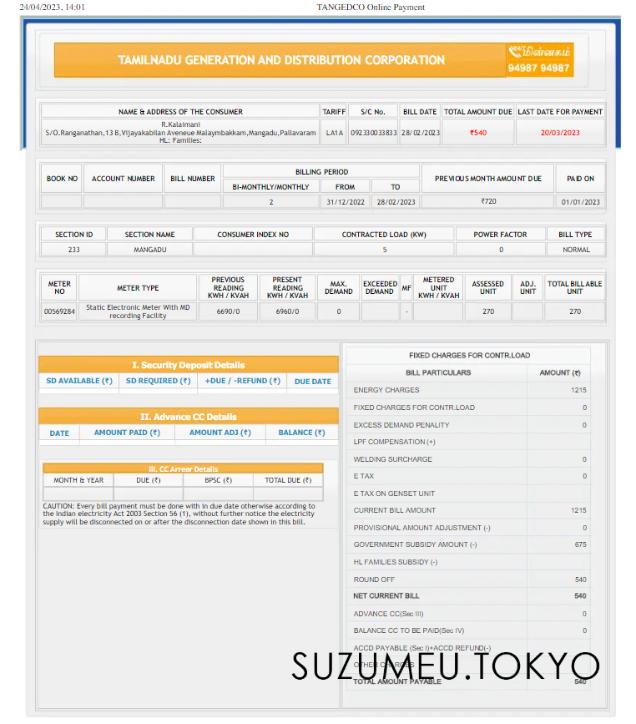 24/04/2023, 14:01 TANGEDCO Online Payment
TAMILNADU GENERATION AND DISTRIBUTION CORPORATION
மின்னகம்
94987 94987
NAME & ADDRESS OF THE CONSUMER TARIFF S/C No. BILL DATE TOTAL AMOUNT DUE LAST DATE FOR PAYMENT
R.Kalaimani
S/O.Ranganathan,13 B,Vijayakabilan Aveneue Malaymbakkam,Mangadu,Pallavaram LA1A 092330033833 28/02/2023 ₹540 20/03/2023
HL: Families:
BOOK NO ACCOUNT NUMBER BILL NUMBER BILLING PERIOD PREVIOUS MONTH AMOUNT DUE PAID ON
BI-MONTHLY/MONTHLY FROM TO
2 31/12/2022 28/02/2023 ₹720 01/01/2023
SECTION ID SECTION NAME CONSUMER INDEX NO CONTRACTED LOAD (KW) POWER FACTOR BILL TYPE
233 MANGADU 5 0 NORMAL
METER NO METER TYPE PREVIOUS READING KWH / KVAH PRESENT READING KWH / KVAH MAX. DEMAND EXCEEDED DEMAND MF METERED UNIT KWH / KVAH ASSESSED UNIT ADJ. UNIT TOTAL BILLABLE UNIT
00569284 Static Electronic Meter With MD recording Facility 6690/0 6960/0 0 - 270 270
I. Security Deposit Details
SD AVAILABLE (₹) SD REQUIRED (₹) +DUE / -REFUND (₹) DUE DATE
II. Advance CC Details
DATE AMOUNT PAID (₹) AMOUNT ADJ (₹) BALANCE (₹)
III. CC Arrear Details
MONTH & YEAR DUE (₹) BPSC (₹) TOTAL DUE (₹)
CAUTION: Every bill payment must be done with in due date otherwise according to
the Indian electricity Act 2003 Section 56 (1), without further notice the electricity
supply will be disconnected on or after the disconnection date shown in this bill.
FIXED CHARGES FOR CONTR.LOAD
BILL PARTICULARS AMOUNT (₹)
ENERGY CHARGES 1215
FIXED CHARGES FOR CONTR.LOAD 0
EXCESS DEMAND PENALITY 0
LPF COMPENSATION (+)
WELDING SURCHARGE 0
E TAX 0
E TAX ON GENSET UNIT
CURRENT BILL AMOUNT 1215
PROVISIONAL AMOUNT ADJUSTMENT (-) 0
GOVERNMENT SUBSIDY AMOUNT (-) 675
HL FAMILIES SUBSIDY (-)
ROUND OFF 540
NET CURRENT BILL 540
ADVANCE CC(Sec III) 0
BALANCE CC TO BE PAID(Sec IV) 0
ACCD PAYABLE (Sec I)+ACCD REFUND(-)
OTHER CHARGES
TOTAL AMOUNT PAYABLE 540
SUZUMEU.TOKYO